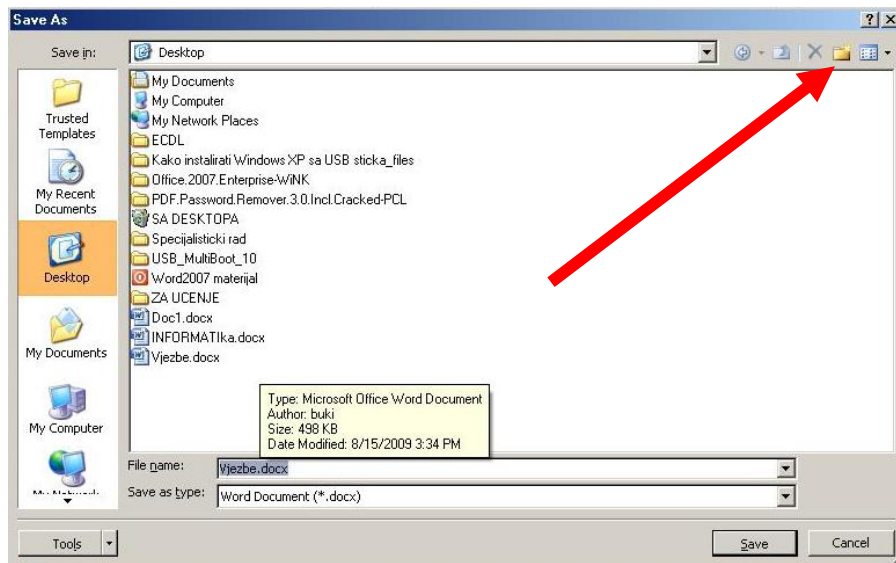 Save As
Save in:
Desktop
Trusted
Templates
My Recent
Documents
Desktop
My Documents
My Computer
My Documents
My Computer
My Network Places
ECDL
Kako instalirati Windows XP sa USB sticka_files
Office.2007.Enterprise-WiNK
PDF.Password.Remover.3.0.Incl.Cracked-PCL
SA DESKTOPA
Specijalisticki rad
USB_MultiBoot_10
Word2007 materijal
ZA UCENJE
Doc1.docx
INFORMATIka.docx
Vjezbe.docx
Type: Microsoft Office Word Document
Author: buki
Size: 498 KB
Date Modified: 8/15/2009 3:34 PM
File name:
Vjezbe.docx
Save as type:
Word Document (*.docx)
Tools
Save
Cancel